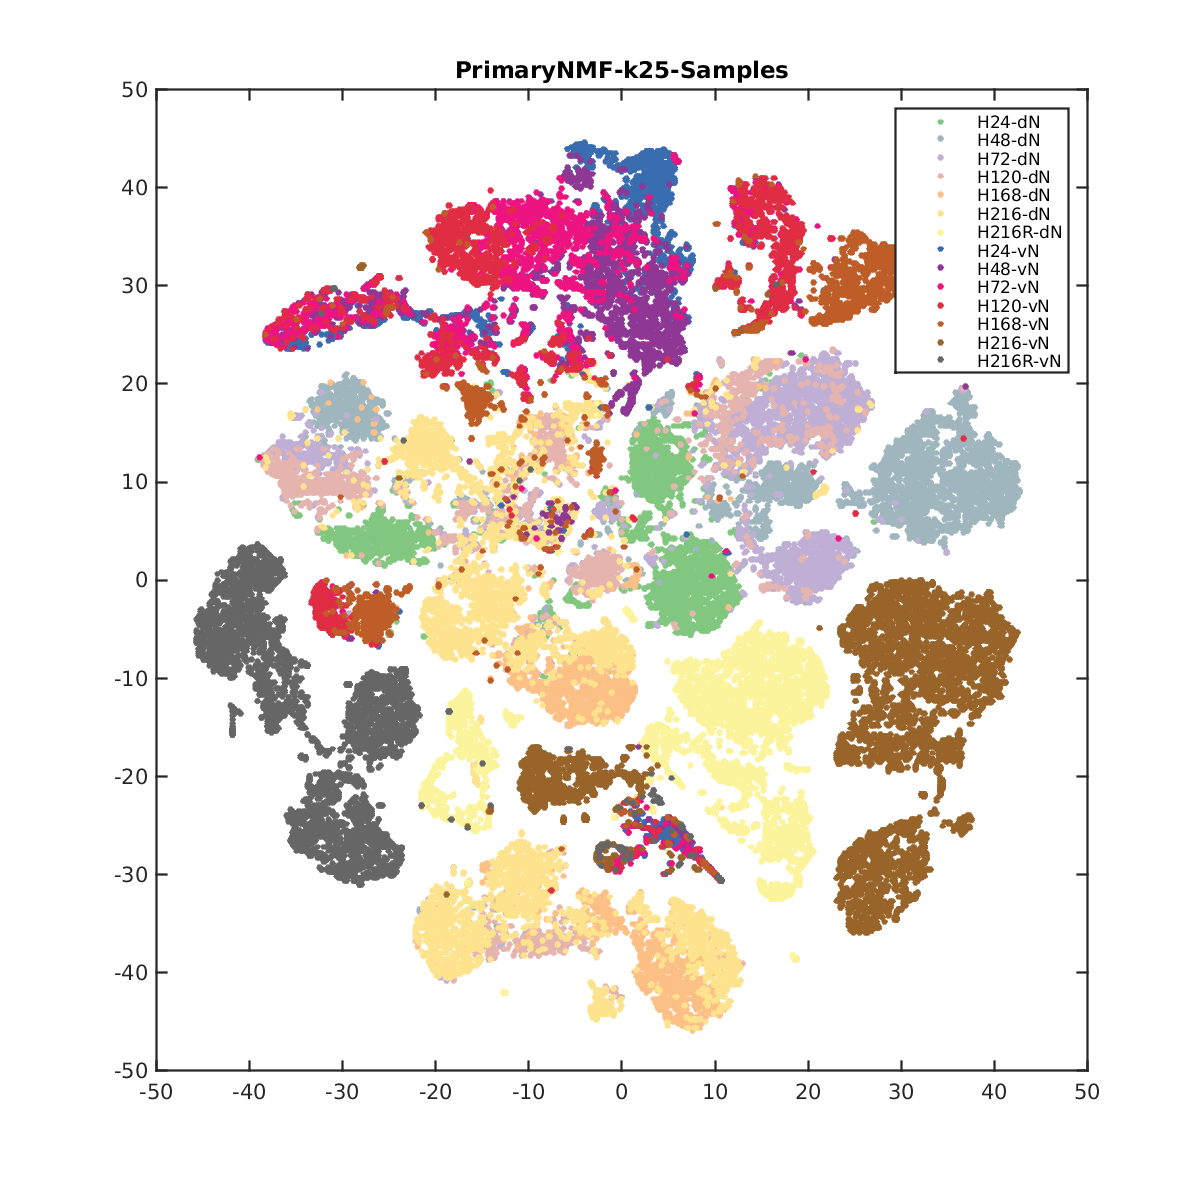 PrimaryNMF-k25-Samples
50
40
30
20
10
0
-10
-20
-30
-40
-50
-50 -40 -30 -20 -10 0 10 20 30 40 50
H24-dN
H48-dN
H72-dN
H120-dN
H168-dN
H216-dN
H216R-dN
H24-vN
H48-vN
H72-vN
H120-vN
H168-vN
H216-vN
H216R-vN